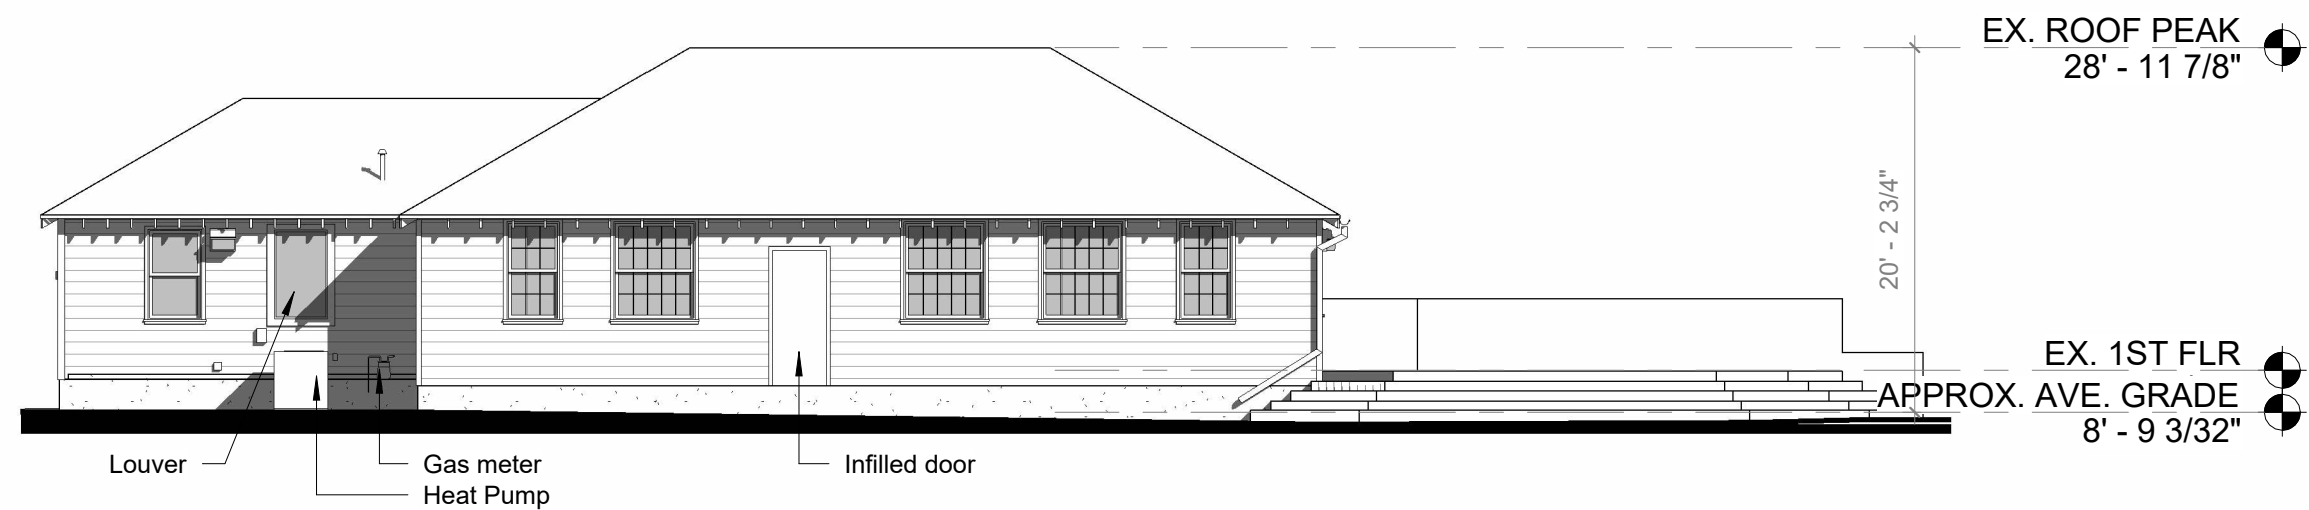 EX. ROOF PEAK
28' - 11 7/8"
20' - 2 3/4"
EX. 1ST FLR
APPROX. AVE. GRADE
8' - 9 3/32"
Louver
Gas meter
Heat Pump
Infilled door